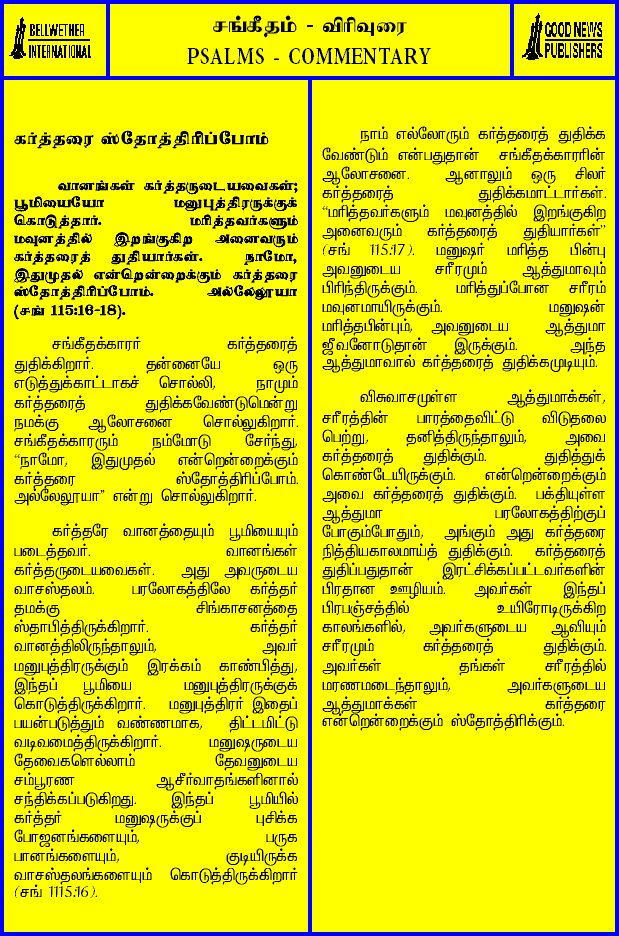 BELLWETHER
INTERNATIONAL
சங்கீதம் - விரிவுரை
PSALMS - COMMENTARY
GOOD NEWS
PUBLISHERS
கர்த்தரை ஸ்தோத்திரிப்போம்
வானங்கள் கர்த்தருடையவைகள்;
பூமியையோ மனுபுத்திரருக்குக்
கொடுத்தார். மரித்தவர்களும்
மவுனத்தில் இறங்குகிற அனைவரும்
கர்த்தரைத் துதியார்கள். நாமோ,
இதுமுதல் என்றென்றைக்கும் கர்த்தரை
ஸ்தோத்திரிப்போம். அல்லேலூயா
(சங் 115:16-18).
சங்கீதக்காரர் கர்த்தரைத்
துதிக்கிறார். தன்னையே ஒரு
எடுத்துக்காட்டாகச் சொல்லி, நாமும்
கர்த்தரைத் துதிக்கவேண்டுமென்று
நமக்கு ஆலோசனை சொல்லுகிறார்.
சங்கீதக்காரரும் நம்மோடு சேர்ந்து,
“நாமோ, இதுமுதல் என்றென்றைக்கும்
கர்த்தரை ஸ்தோத்திரிப்போம்.
அல்லேலூயா” என்று சொல்லுகிறார்.
கர்த்தரே வானத்தையும் பூமியையும்
படைத்தவர். வானங்கள்
கர்த்தருடையவைகள். அது அவருடைய
வாசஸ்தலம். பரலோகத்திலே கர்த்தர்
தமக்கு சிங்காசனத்தை
ஸ்தாபித்திருக்கிறார். கர்த்தர்
வானத்திலிருந்தாலும், அவர்
மனுபுத்திரருக்கும் இரக்கம் காண்பித்து,
இந்தப் பூமியை மனுபுத்திரருக்குக்
கொடுத்திருக்கிறார். மனுபுத்திரர் இதைப்
பயன்படுத்தும் வண்ணமாக, திட்டமிட்டு
வடிவமைத்திருக்கிறார். மனுஷருடைய
தேவைகளெல்லாம் தேவனுடைய
சம்பூரண ஆசீர்வாதங்களினால்
சந்திக்கப்படுகிறது. இந்தப் பூமியில்
கர்த்தர் மனுஷருக்குப் புசிக்க
போஜனங்களையும், பருக
பானங்களையும், குடியிருக்க
வாசஸ்தலங்களையும் கொடுத்திருக்கிறார்
(சங் 1115:16).
நாம் எல்லோரும் கர்த்தரைத் துதிக்க
வேண்டும் என்பதுதான் சங்கீதக்காரரின்
ஆலோசனை. ஆனாலும் ஒரு சிலர்
கர்த்தரைத் துதிக்கமாட்டார்கள்.
“மரித்தவர்களும் மவுனத்தில் இறங்குகிற
அனைவரும் கர்த்தரைத் துதியார்கள்”
(சங் 115:17). மனுஷர் மரித்த பின்பு
அவனுடைய சரீரமும் ஆத்துமாவும்
பிரிந்திருக்கும். மரித்துப்போன சரீரம்
மவுனமாயிருக்கும். மனுஷன்
மரித்தபின்பும், அவனுடைய ஆத்துமா
ஜீவனோடுதான் இருக்கும். அந்த
ஆத்துமாவால் கர்த்தரைத் துதிக்கமுடியும்.
விசுவாசமுள்ள ஆத்துமாக்கள்,
சரீரத்தின் பாரத்தைவிட்டு விடுதலை
பெற்று, தனித்திருந்தாலும், அவை
கர்த்தரைத் துதிக்கும். துதித்துக்
கொண்டேயிருக்கும். என்றென்றைக்கும்
அவை கர்த்தரைத் துதிக்கும். பக்தியுள்ள
ஆத்துமா பரலோகத்திற்குப்
போகும்போதும், அங்கும் அது கர்த்தரை
நித்தியகாலமாய்த் துதிக்கும். கர்த்தரைத்
துதிப்பதுதான் இரட்சிக்கப்பட்டவர்களின்
பிரதான ஊழியம். அவர்கள் இந்தப்
பிரபஞ்சத்தில் உயிரோடிருக்கிற
காலங்களில், அவர்களுடைய ஆவியும்
சரீரமும் கர்த்தரைத் துதிக்கும்.
அவர்கள் தங்கள் சரீரத்தில்
மரணமடைந்தாலும், அவர்களுடைய
ஆத்துமாக்கள் கர்த்தரை
என்றென்றைக்கும் ஸ்தோத்திரிக்கும்.